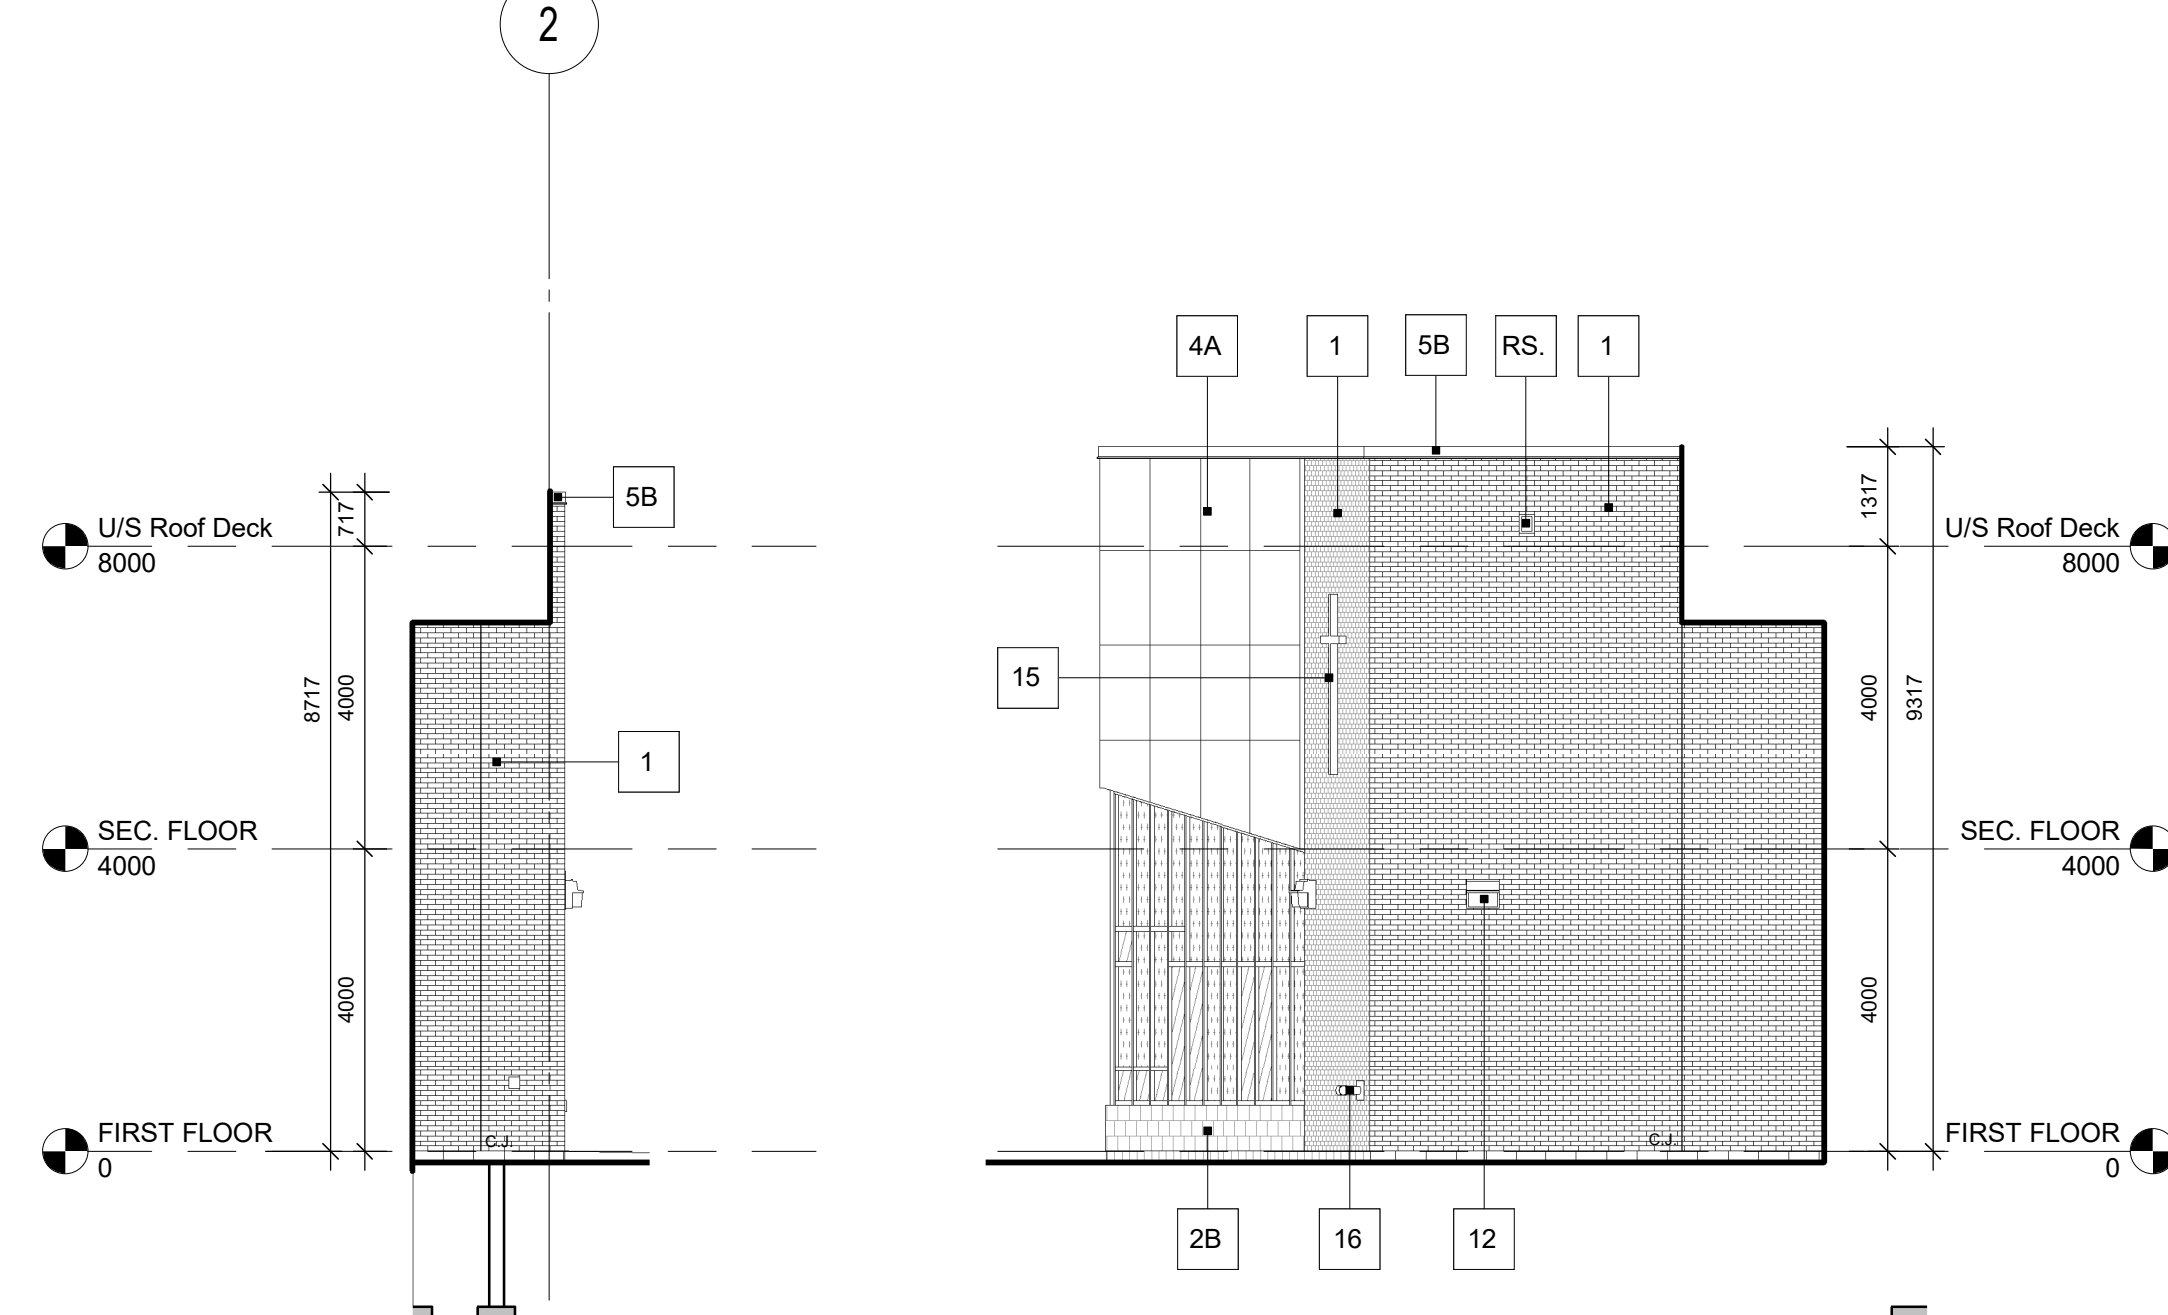 2
4A
1
5B
RS.
1
5B
717
1317
U/S Roof Deck
8000
U/S Roof Deck
8000
15
8717
4000
4000
9317
1
SEC. FLOOR
4000
SEC. FLOOR
4000
4000
4000
FIRST FLOOR
0
C.J.
C.J.
FIRST FLOOR
0
2B
16
12